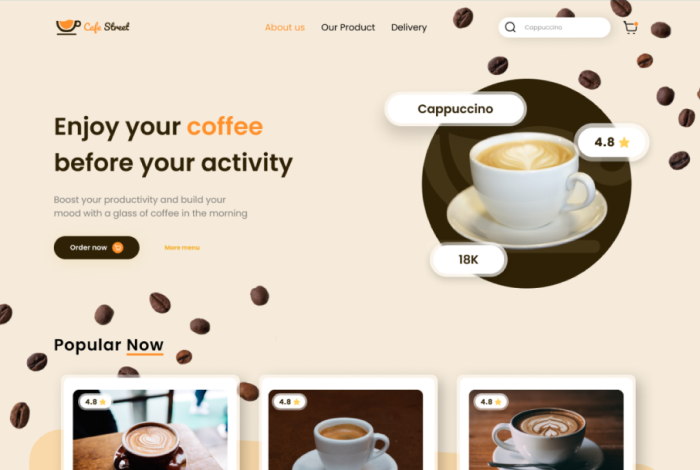 Cafe Street
About us
Our Product
Delivery
Cappuccino
Enjoy your coffee
before your activity
Boost your productivity and build your
mood with a glass of coffee in the morning
Order now
More menu
Cappuccino
4.8
18K
Popular Now
4.8
4.8
4.8